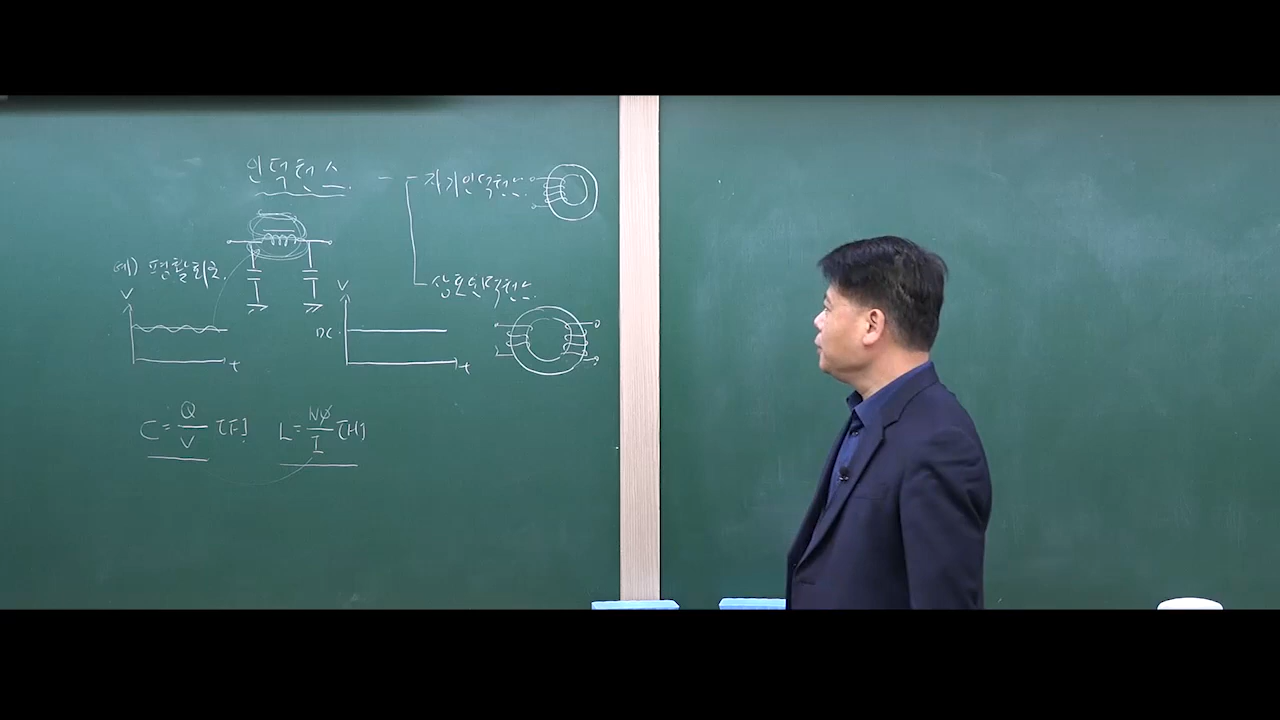 인덕턴스
자기인덕턴스
예) 평활회로
상호인덕턴스
V
t
V
DC
t
C = Q/V [F]
L = Nφ/I [H]